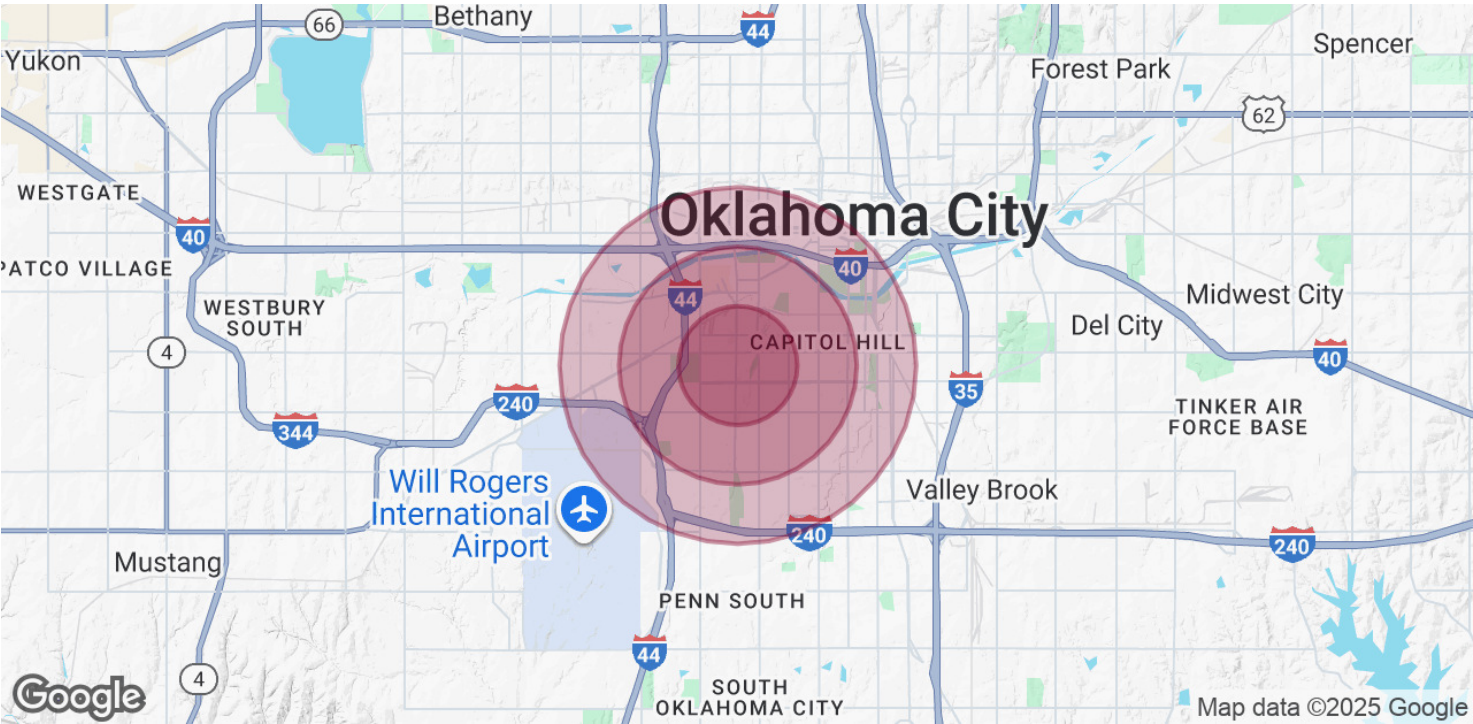 Bethany
66
44
Spencer
Yukon
Forest Park
62
WESTGATE
Oklahoma City
40
40
PATCO VILLAGE
44
Midwest City
WESTBURY
SOUTH
Del City
4
CAPITOL HILL
40
35
240
TINKER AIR
FORCE BASE
344
Will Rogers
International
Airport
Valley Brook
240
240
Mustang
PENN SOUTH
44
4
SOUTH
OKLAHOMA CITY
Google
Map data ©2025 Google